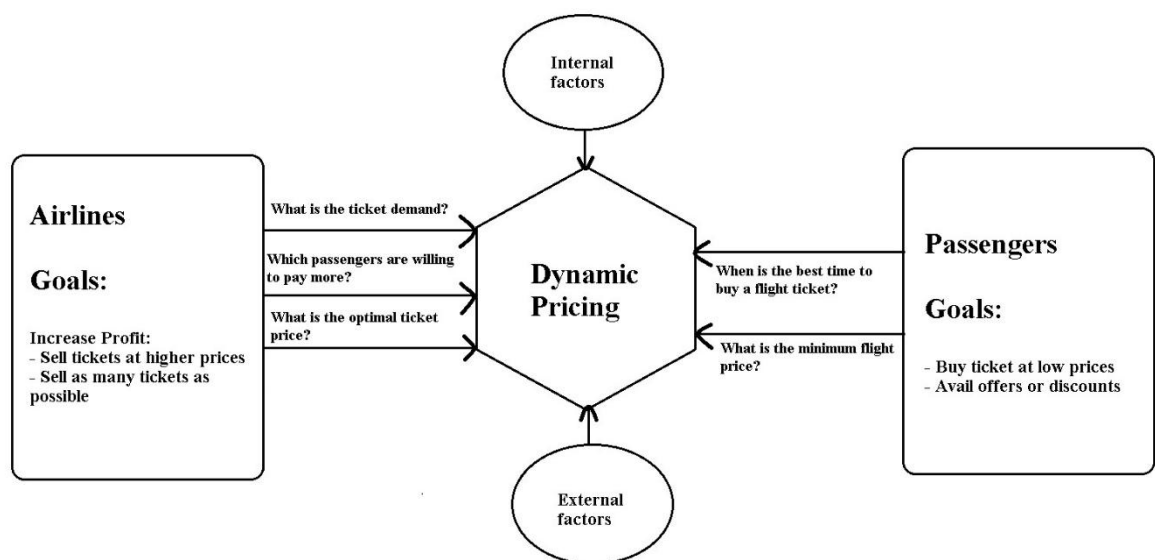 Internal
factors
Airlines
Goals:
Increase Profit:
- Sell tickets at higher prices
- Sell as many tickets as
possible
What is the ticket demand?
Which passengers are willing
to pay more?
What is the optimal ticket
price?
Dynamic
Pricing
When is the best time to
buy a flight ticket?
What is the minimum flight
price?
Passengers
Goals:
- Buy ticket at low prices
- Avail offers or discounts
External
factors